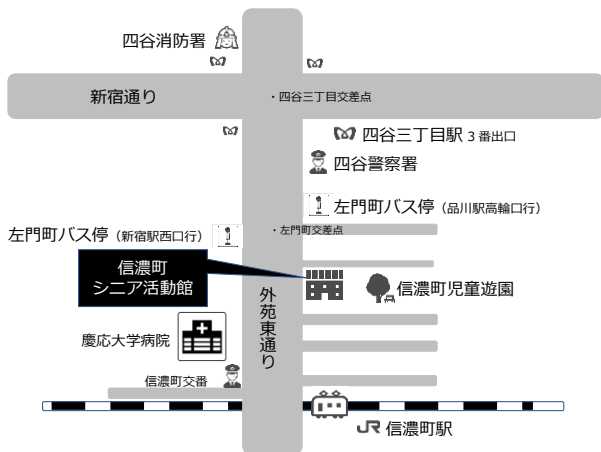 四谷消防署
新宿通り
・四谷三丁目交差点
四谷三丁目駅 3番出口
四谷警察署
左門町バス停（品川駅高輪口行）
左門町バス停（新宿駅西口行）
・左門町交差点
信濃町
シニア活動館
外苑東通り
信濃町児童遊園
慶応大学病院
信濃町交番
JR 信濃町駅